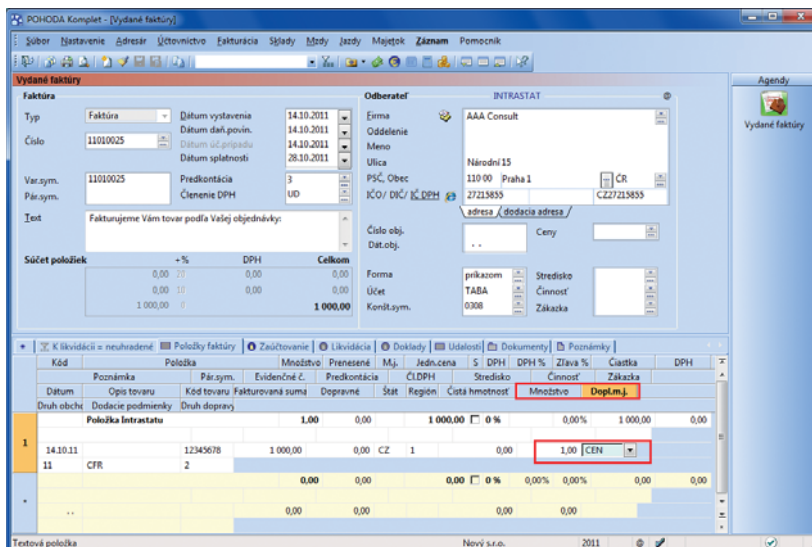 POHODA Komplet - [Vydané faktúry]
Súbor Nastavenie Adresár Účtovníctvo Fakturácia Sklady Mzdy Jazdy Majetok Záznam Pomocník
Vydané faktúry
Agendy
Vydané faktúry
Faktúra
Typ Faktúra
Číslo 11010025
Var.sym. 11010025
Pár.sym.
Dátum vystavenia 14.10.2011
Dátum daň.povin. 14.10.2011
Dátum úč.prípadu 14.10.2011
Dátum splatnosti 28.10.2011
Predkontácia 3
Členenie DPH UD
Text Fakturujeme Vám tovar podľa Vašej objednávky:
Súčet položiek + % DPH Celkom
0,00 20 0,00 0,00
0,00 10 0,00 0,00
1 000,00 0 1 000,00
Odberateľ INTRASTAT
Firma AAA Consult
Oddelenie
Meno
Ulica Národní 15
PSČ, Obec 110 00 Praha 1 ČR
IČO/ DIČ/ IČ DPH 27215855 CZ27215855
adresa dodacia adresa
Číslo obj. Ceny
Dát.obj. . .
Forma príkazom Stredisko
Účet TABA Činnosť
Konšt.sym. 0308 Zákazka
K likvidácii = neuhradené Položky faktúry Zaúčtovanie Likvidácia Doklady Udalosti Dokumenty Poznámky
Kód Položka Množstvo Prenesené M.j. Jedn.cena S DPH DPH % Zľava % Čiastka DPH
Poznámka Pár.sym. Evidenčné č. Predkontácia Čl.DPH Stredisko Činnosť Zákazka
Dátum Opis tovaru Kód tovaru Fakturovaná suma Dopravné Štát Región Čistá hmotnosť Množstvo Dopl.m.j.
Druh obcho Dodacie podmienky Druh dopravy
Položka Intrastatu 1,00 0,00 1 000,00 0 % 0,00% 1 000,00 0,00
1
14.10.11 12345678 1 000,00 0,00 CZ 1 0,00 1,00 CEN
11 CFR 2
0,00 0,00 0,00 0 % 0,00% 0,00% 0,00 0,00
*
. . 0,00 0,00 0,00 0,00
Textová položka Nový s.r.o. 2011 @